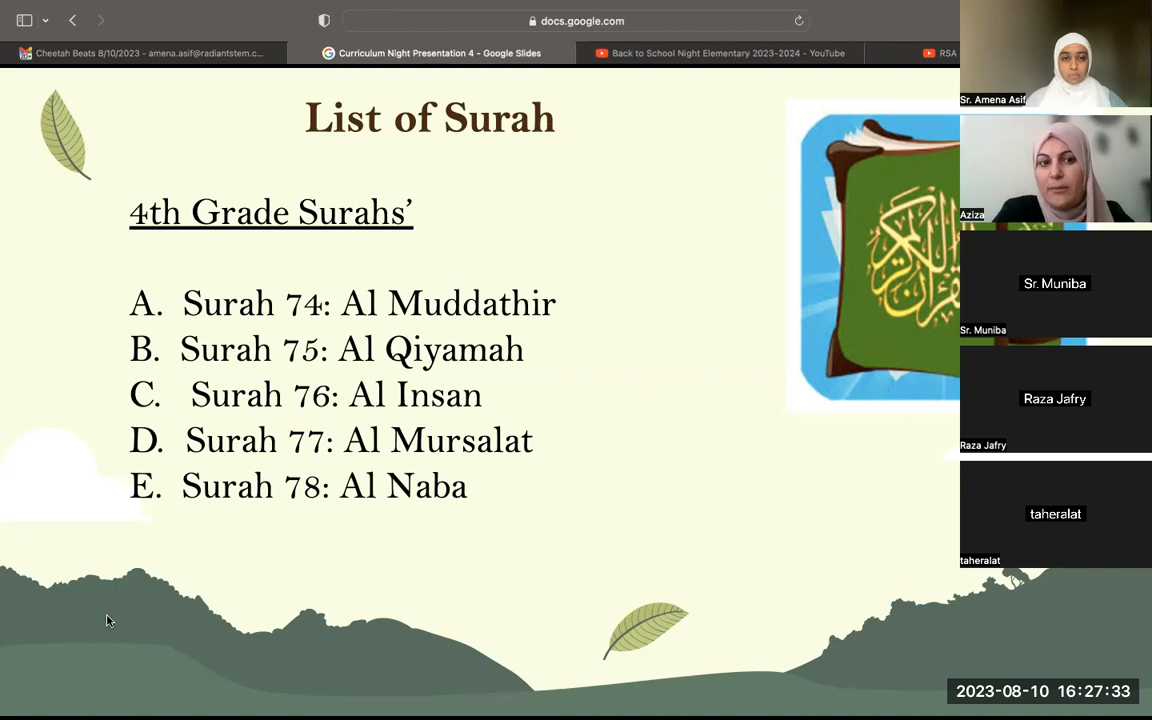 docs.google.com
Cheetah Beats 8/10/2023 - amena.asif@radiantstem.c...
Curriculum Night Presentation 4 - Google Slides
Back to School Night Elementary 2023-2024 - YouTube
RSA
List of Surah
4th Grade Surahs’
A. Surah 74: Al Muddathir
B. Surah 75: Al Qiyamah
C. Surah 76: Al Insan
D. Surah 77: Al Mursalat
E. Surah 78: Al Naba
Sr. Amena Asif
Aziza
Sr. Muniba
Sr. Muniba
Raza Jafry
Raza Jafry
taheralat
taheralat
2023-08-10 16:27:33